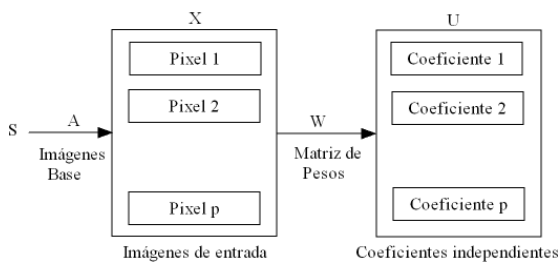 X
U
Pixel 1
Coeficiente 1
Pixel 2
Coeficiente 2
S
A
W
Imágenes
Base
Matriz de
Pesos
Pixel p
Coeficiente p
Imágenes de entrada
Coeficientes independientes